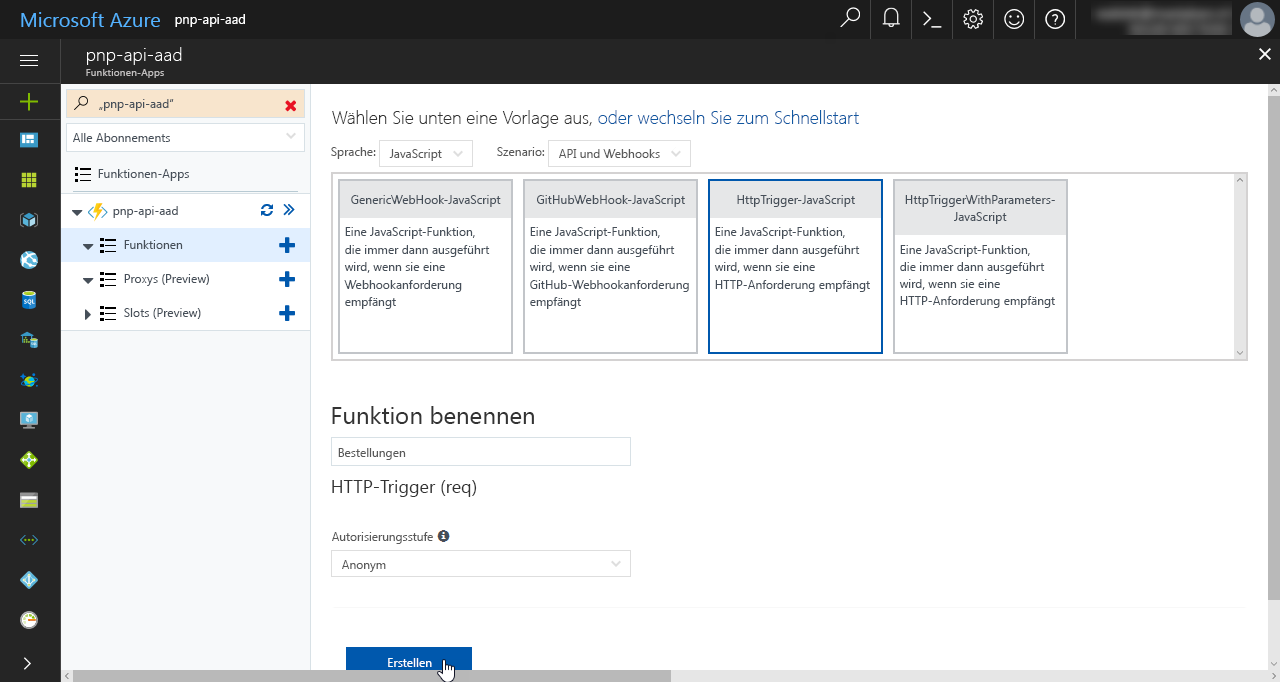 Microsoft Azure pnp-api-aad
pnp-api-aad
Funktionen-Apps
„pnp-api-aad“
Alle Abonnements
Funktionen-Apps
pnp-api-aad
Funktionen
Proxys (Preview)
Slots (Preview)
Wählen Sie unten eine Vorlage aus, oder wechseln Sie zum Schnellstart
Sprache: JavaScript Szenario: API und Webhooks
GenericWebHook-JavaScript
Eine JavaScript-Funktion,
die immer dann ausgeführt
wird, wenn sie eine
Webhookanforderung
empfängt
GitHubWebHook-JavaScript
Eine JavaScript-Funktion,
die immer dann ausgeführt
wird, wenn sie eine
GitHub-Webhookanforderung
empfängt
HttpTrigger-JavaScript
Eine JavaScript-Funktion,
die immer dann ausgeführt
wird, wenn sie eine
HTTP-Anforderung empfängt
HttpTriggerWithParameters-
JavaScript
Eine JavaScript-Funktion,
die immer dann ausgeführt
wird, wenn sie eine
HTTP-Anforderung empfängt
Funktion benennen
Bestellungen
HTTP-Trigger (req)
Autorisierungsstufe
Anonym
Erstellen